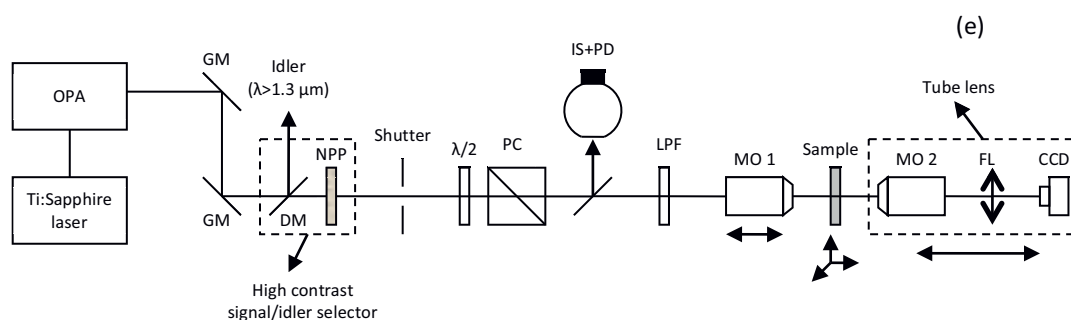 (e)
IS+PD
GM
Idler
(λ>1.3 μm)
OPA
Tube lens
Shutter
NPP
λ/2
PC
LPF
MO 1
Sample
MO 2
FL
CCD
Ti:Sapphire
laser
GM
DM
High contrast
signal/idler selector